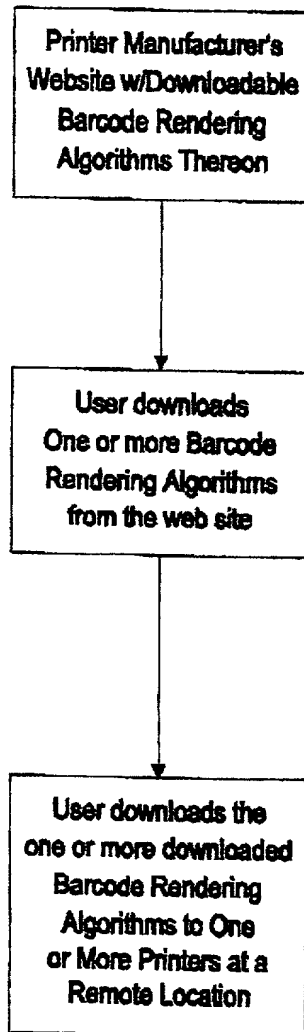 Printer Manufacturer's
Website w/Downloadable
Barcode Rendering
Algorithms Thereon
User downloads
One or more Barcode
Rendering Algorithms
from the web site
User downloads the
one or more downloaded
Barcode Rendering
Algorithms to One
or More Printers at a
Remote Location